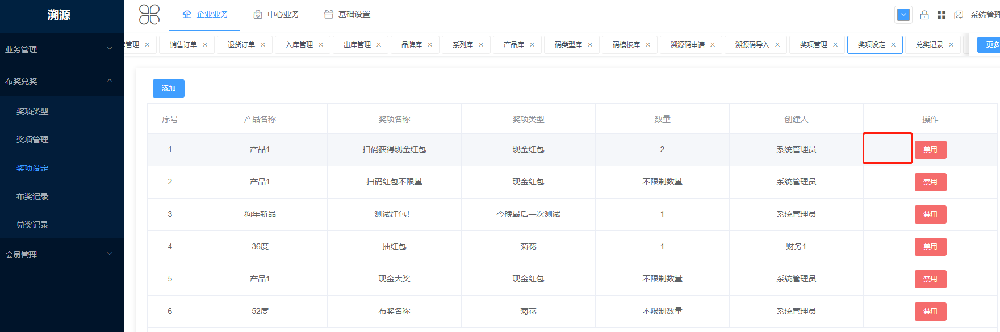 溯源
企业业务 中心业务 基础设置 系统管理
管理 × 销售订单 × 退货订单 × 入库管理 × 出库管理 × 品牌库 × 系列库 × 产品库 × 码类型库 × 码模板库 × 溯源码申请 × 溯源码导入 × 奖项管理 × 奖项设定 × 兑奖记录 × 更多
业务管理
布奖兑奖
奖项类型
奖项管理
奖项设定
布奖记录
兑奖记录
会员管理
添加
序号 产品名称 奖项名称 奖项类型 数量 创建人 操作
1 产品1 扫码获得现金红包 现金红包 2 系统管理员 禁用
2 产品1 扫码红包不限量 现金红包 不限制数量 系统管理员 禁用
3 狗年新品 测试红包! 今晚最后一次测试 1 系统管理员 禁用
4 36度 抽红包 菊花 1 财务1 禁用
5 产品1 现金大奖 现金红包 不限制数量 系统管理员 禁用
6 52度 布奖名称 菊花 不限制数量 系统管理员 禁用